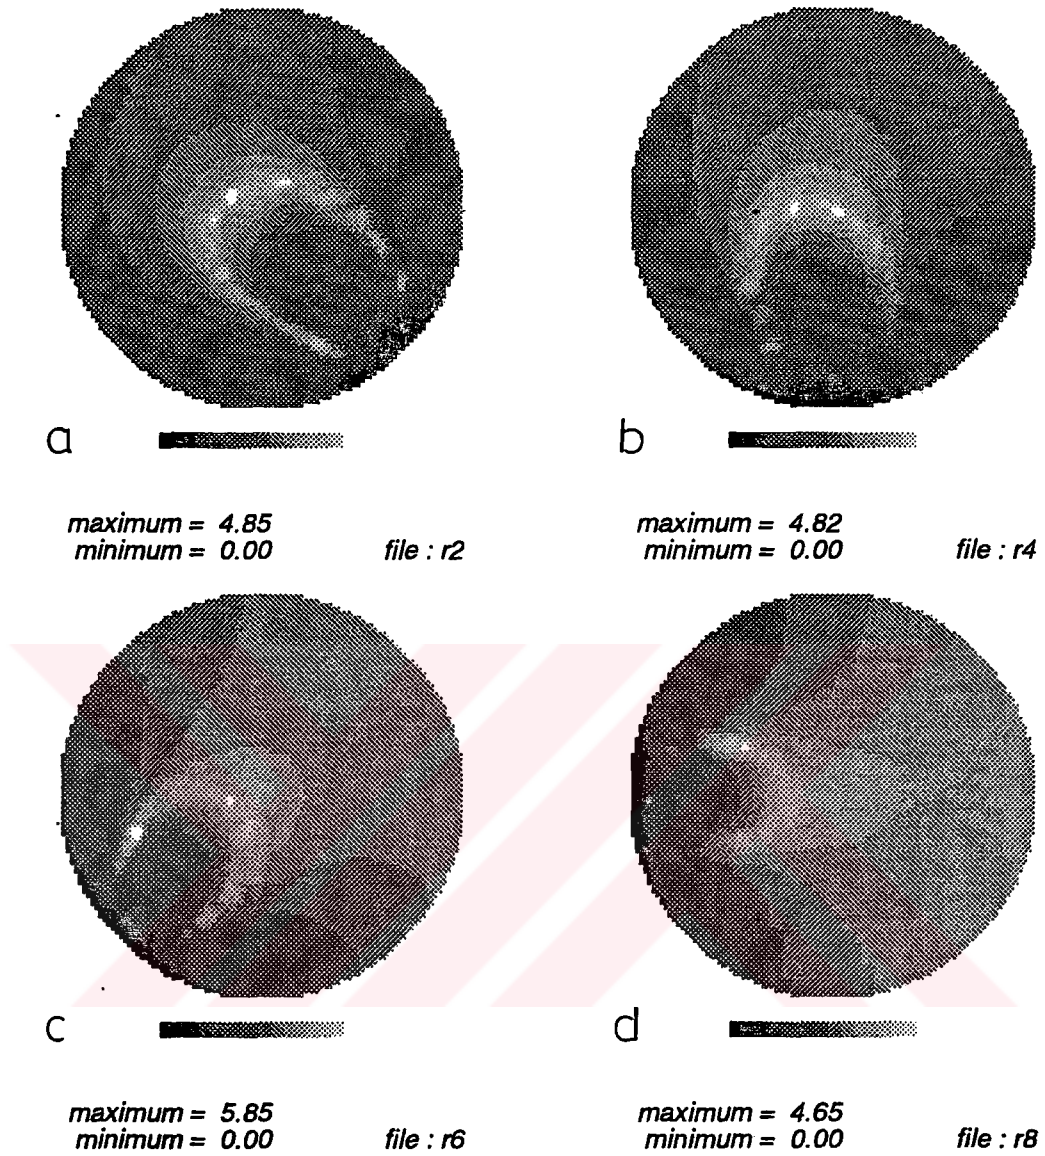 a
b
maximum = 4.85
minimum = 0.00
file : r2
maximum = 4.82
minimum = 0.00
file : r4
c
d
maximum = 5.85
minimum = 0.00
file : r6
maximum = 4.65
minimum = 0.00
file : r8